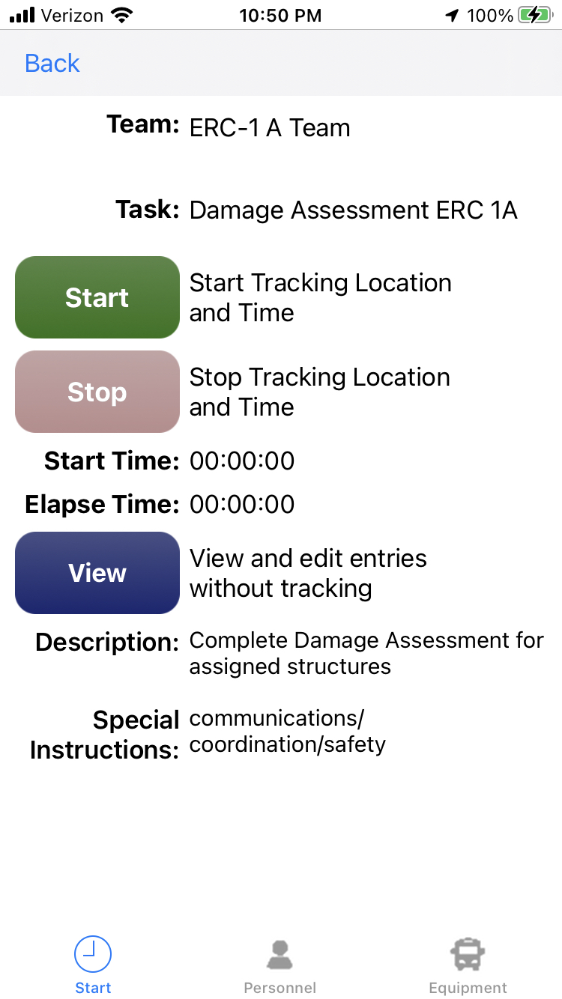 Verizon 10:50 PM 100%
Back
Team: ERC-1 A Team
Task: Damage Assessment ERC 1A
Start Start Tracking Location
and Time
Stop Stop Tracking Location
and Time
Start Time: 00:00:00
Elapse Time: 00:00:00
View View and edit entries
without tracking
Description: Complete Damage Assessment for
assigned structures
Special communications/
Instructions: coordination/safety
Start Personnel Equipment